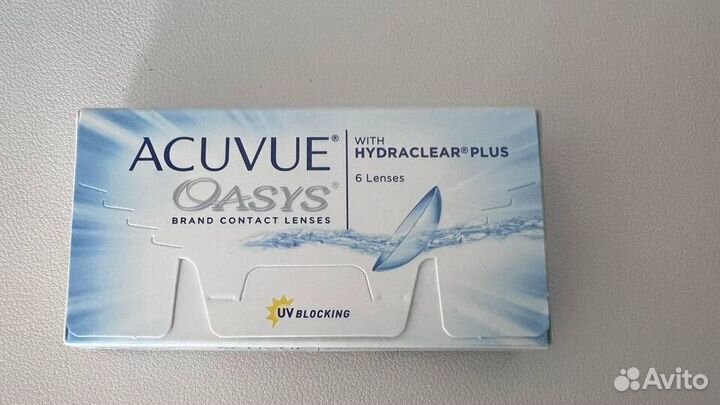 ACUVUE®
OASYS®
BRAND CONTACT LENSES
WITH
HYDRACLEAR® PLUS
6 Lenses
UV BLOCKING
Avito